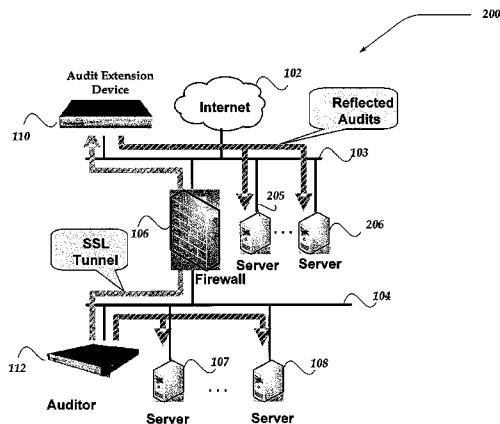 200
Audit Extension
Device
110
102
Internet
Reflected
Audits
103
205
106
206
SSL
Tunnel
Server
Server
Firewall
104
107
108
112
Auditor
Server
Server